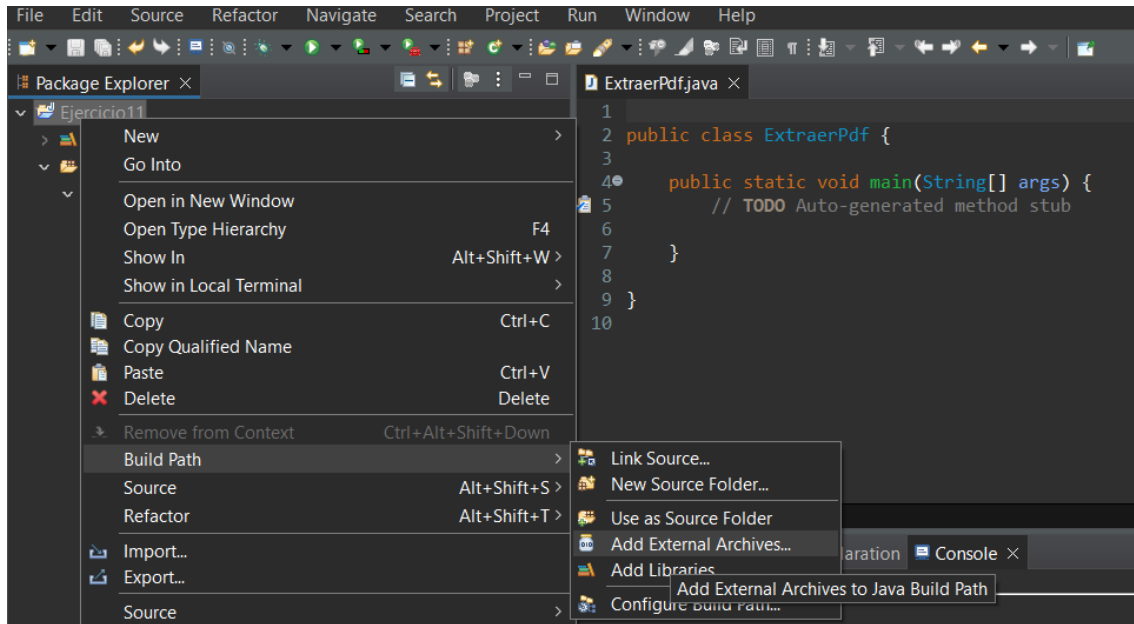 File Edit Source Refactor Navigate Search Project Run Window Help
Package Explorer
ExtraerPdf.java
Ejercicio11
New
Go Into
Open in New Window
Open Type Hierarchy F4
Show In Alt+Shift+W >
Show in Local Terminal >
Copy Ctrl+C
Copy Qualified Name
Paste Ctrl+V
Delete Delete
Remove from Context Ctrl+Alt+Shift+Down
Build Path >
Source Alt+Shift+S >
Refactor Alt+Shift+T >
Import...
Export...
Source >
Link Source...
New Source Folder...
Use as Source Folder
Add External Archives...
Add Libraries
Add External Archives to Java Build Path
Configure Build Path...
1
2 public class ExtraerPdf {
3
4 public static void main(String[] args) {
5 // TODO Auto-generated method stub
6
7 }
8
9 }
10
aration Console